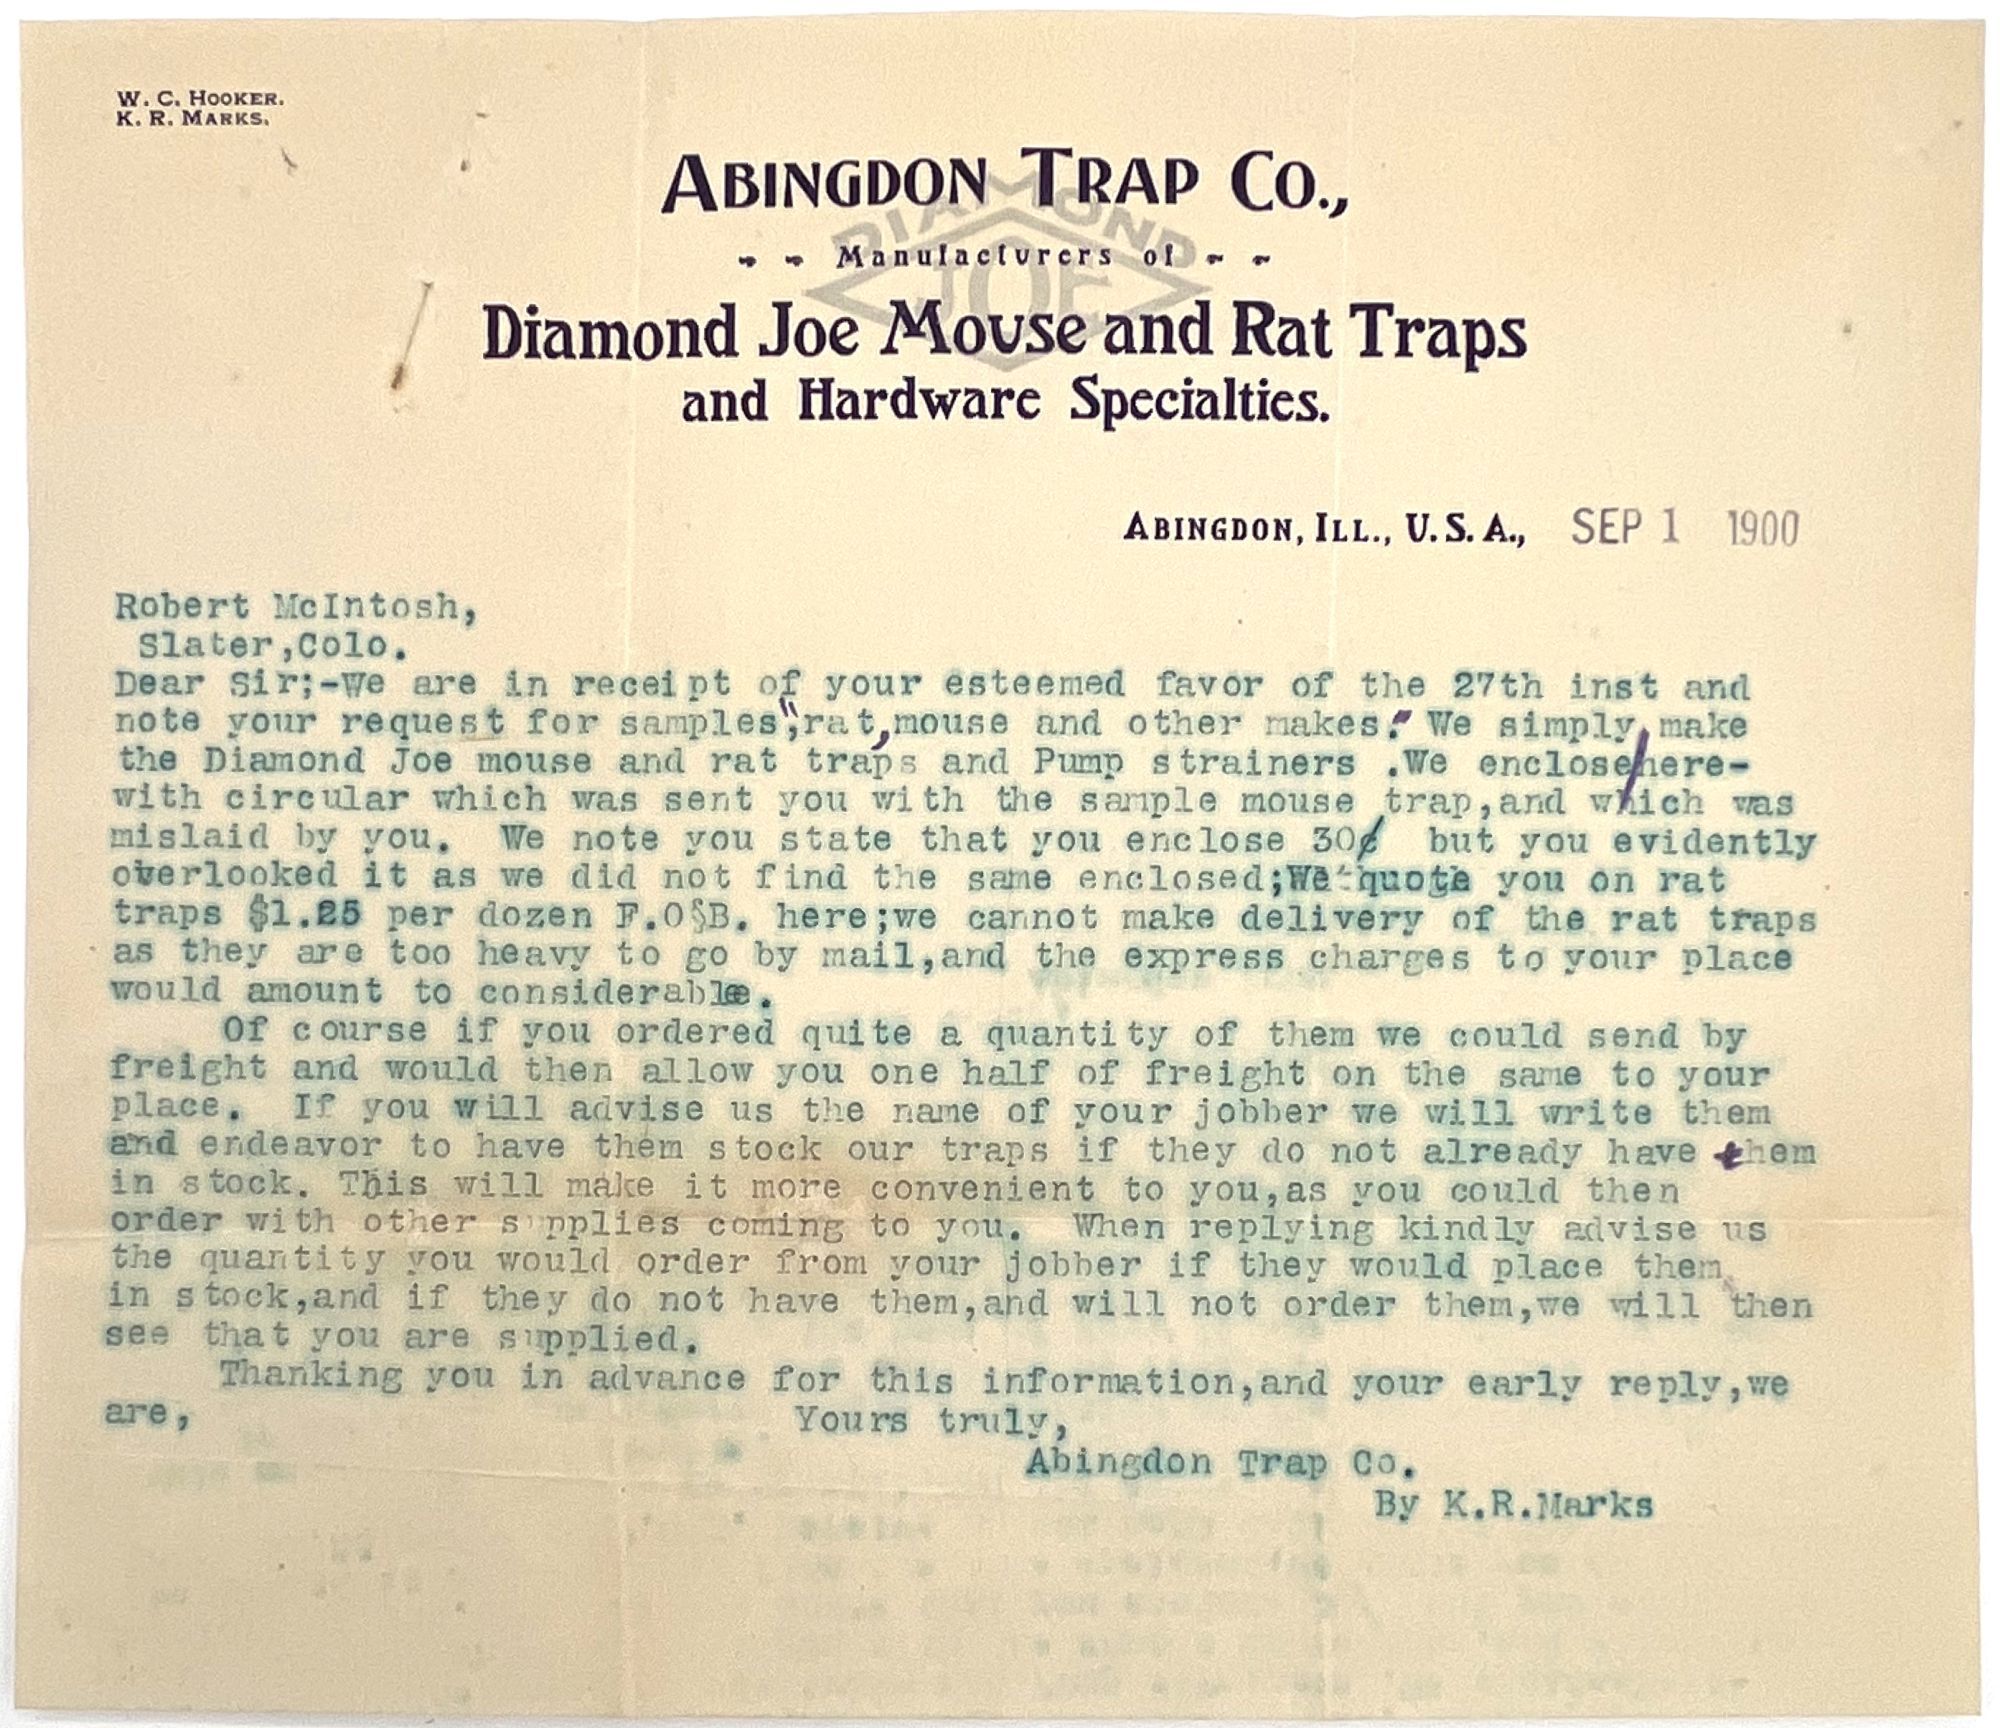 W. C. HOOKER.
K. R. MARKS.
ABINGDON TRAP CO.,
DIAMOND
JOE
- - Manufacturers of - -
Diamond Joe Mouse and Rat Traps
and Hardware Specialties.
ABINGDON, ILL., U.S.A., SEP 1 1900
Robert McIntosh,
Slater,Colo.
Dear Sir;-We are in receipt of your esteemed favor of the 27th inst and
note your request for samples";rat,mouse and other makes." We simply make
the Diamond Joe mouse and rat traps and Pump strainers .We enclose/here-
with circular which was sent you with the sample mouse trap,and which was
mislaid by you. We note you state that you enclose 30¢ but you evidently
overlooked it as we did not find the same enclosed;We quote you on rat
traps $1.25 per dozen F.O§B. here;we cannot make delivery of the rat traps
as they are too heavy to go by mail,and the express charges to your place
would amount to considerable.
Of course if you ordered quite a quantity of them we could send by
freight and would then allow you one half of freight on the same to your
place. If you will advise us the name of your jobber we will write them
and endeavor to have them stock our traps if they do not already have them
in stock. This will make it more convenient to you,as you could then
order with other supplies coming to you. When replying kindly advise us
the quantity you would order from your jobber if they would place them
in stock,and if they do not have them,and will not order them,we will then
see that you are supplied.
Thanking you in advance for this information,and your early reply,we
are, Yours truly,
Abingdon Trap Co.
By K.R.Marks